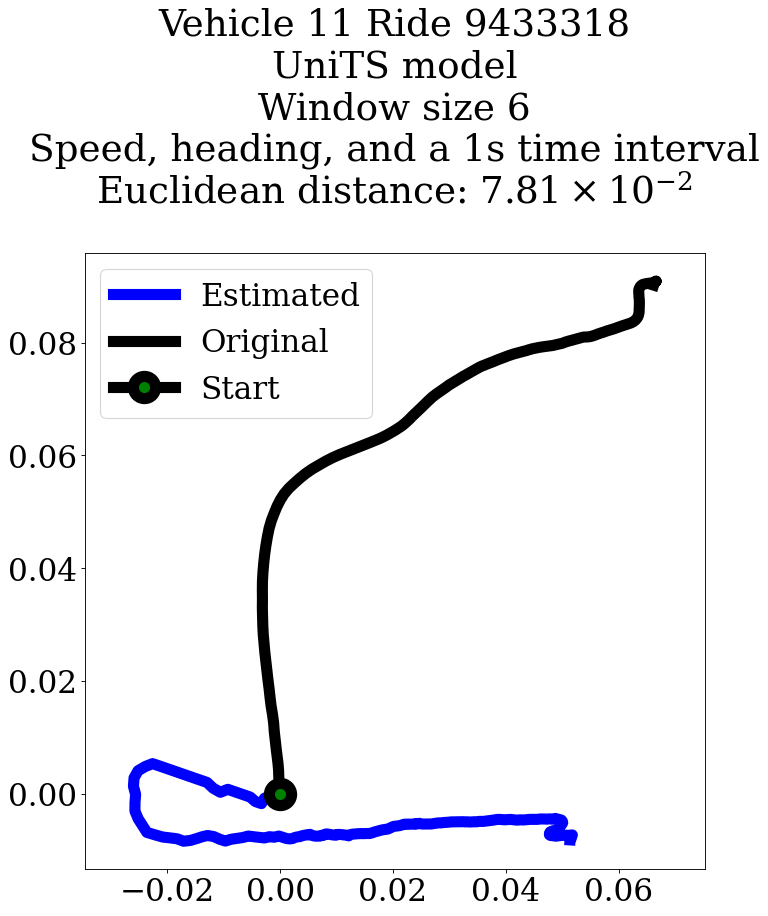 Vehicle 11 Ride 9433318
UniTS model
Window size 6
Speed, heading, and a 1s time interval
Euclidean distance: 7.81 × 10⁻²
Estimated
Original
Start
0.08
0.06
0.04
0.02
0.00
−0.02 0.00 0.02 0.04 0.06